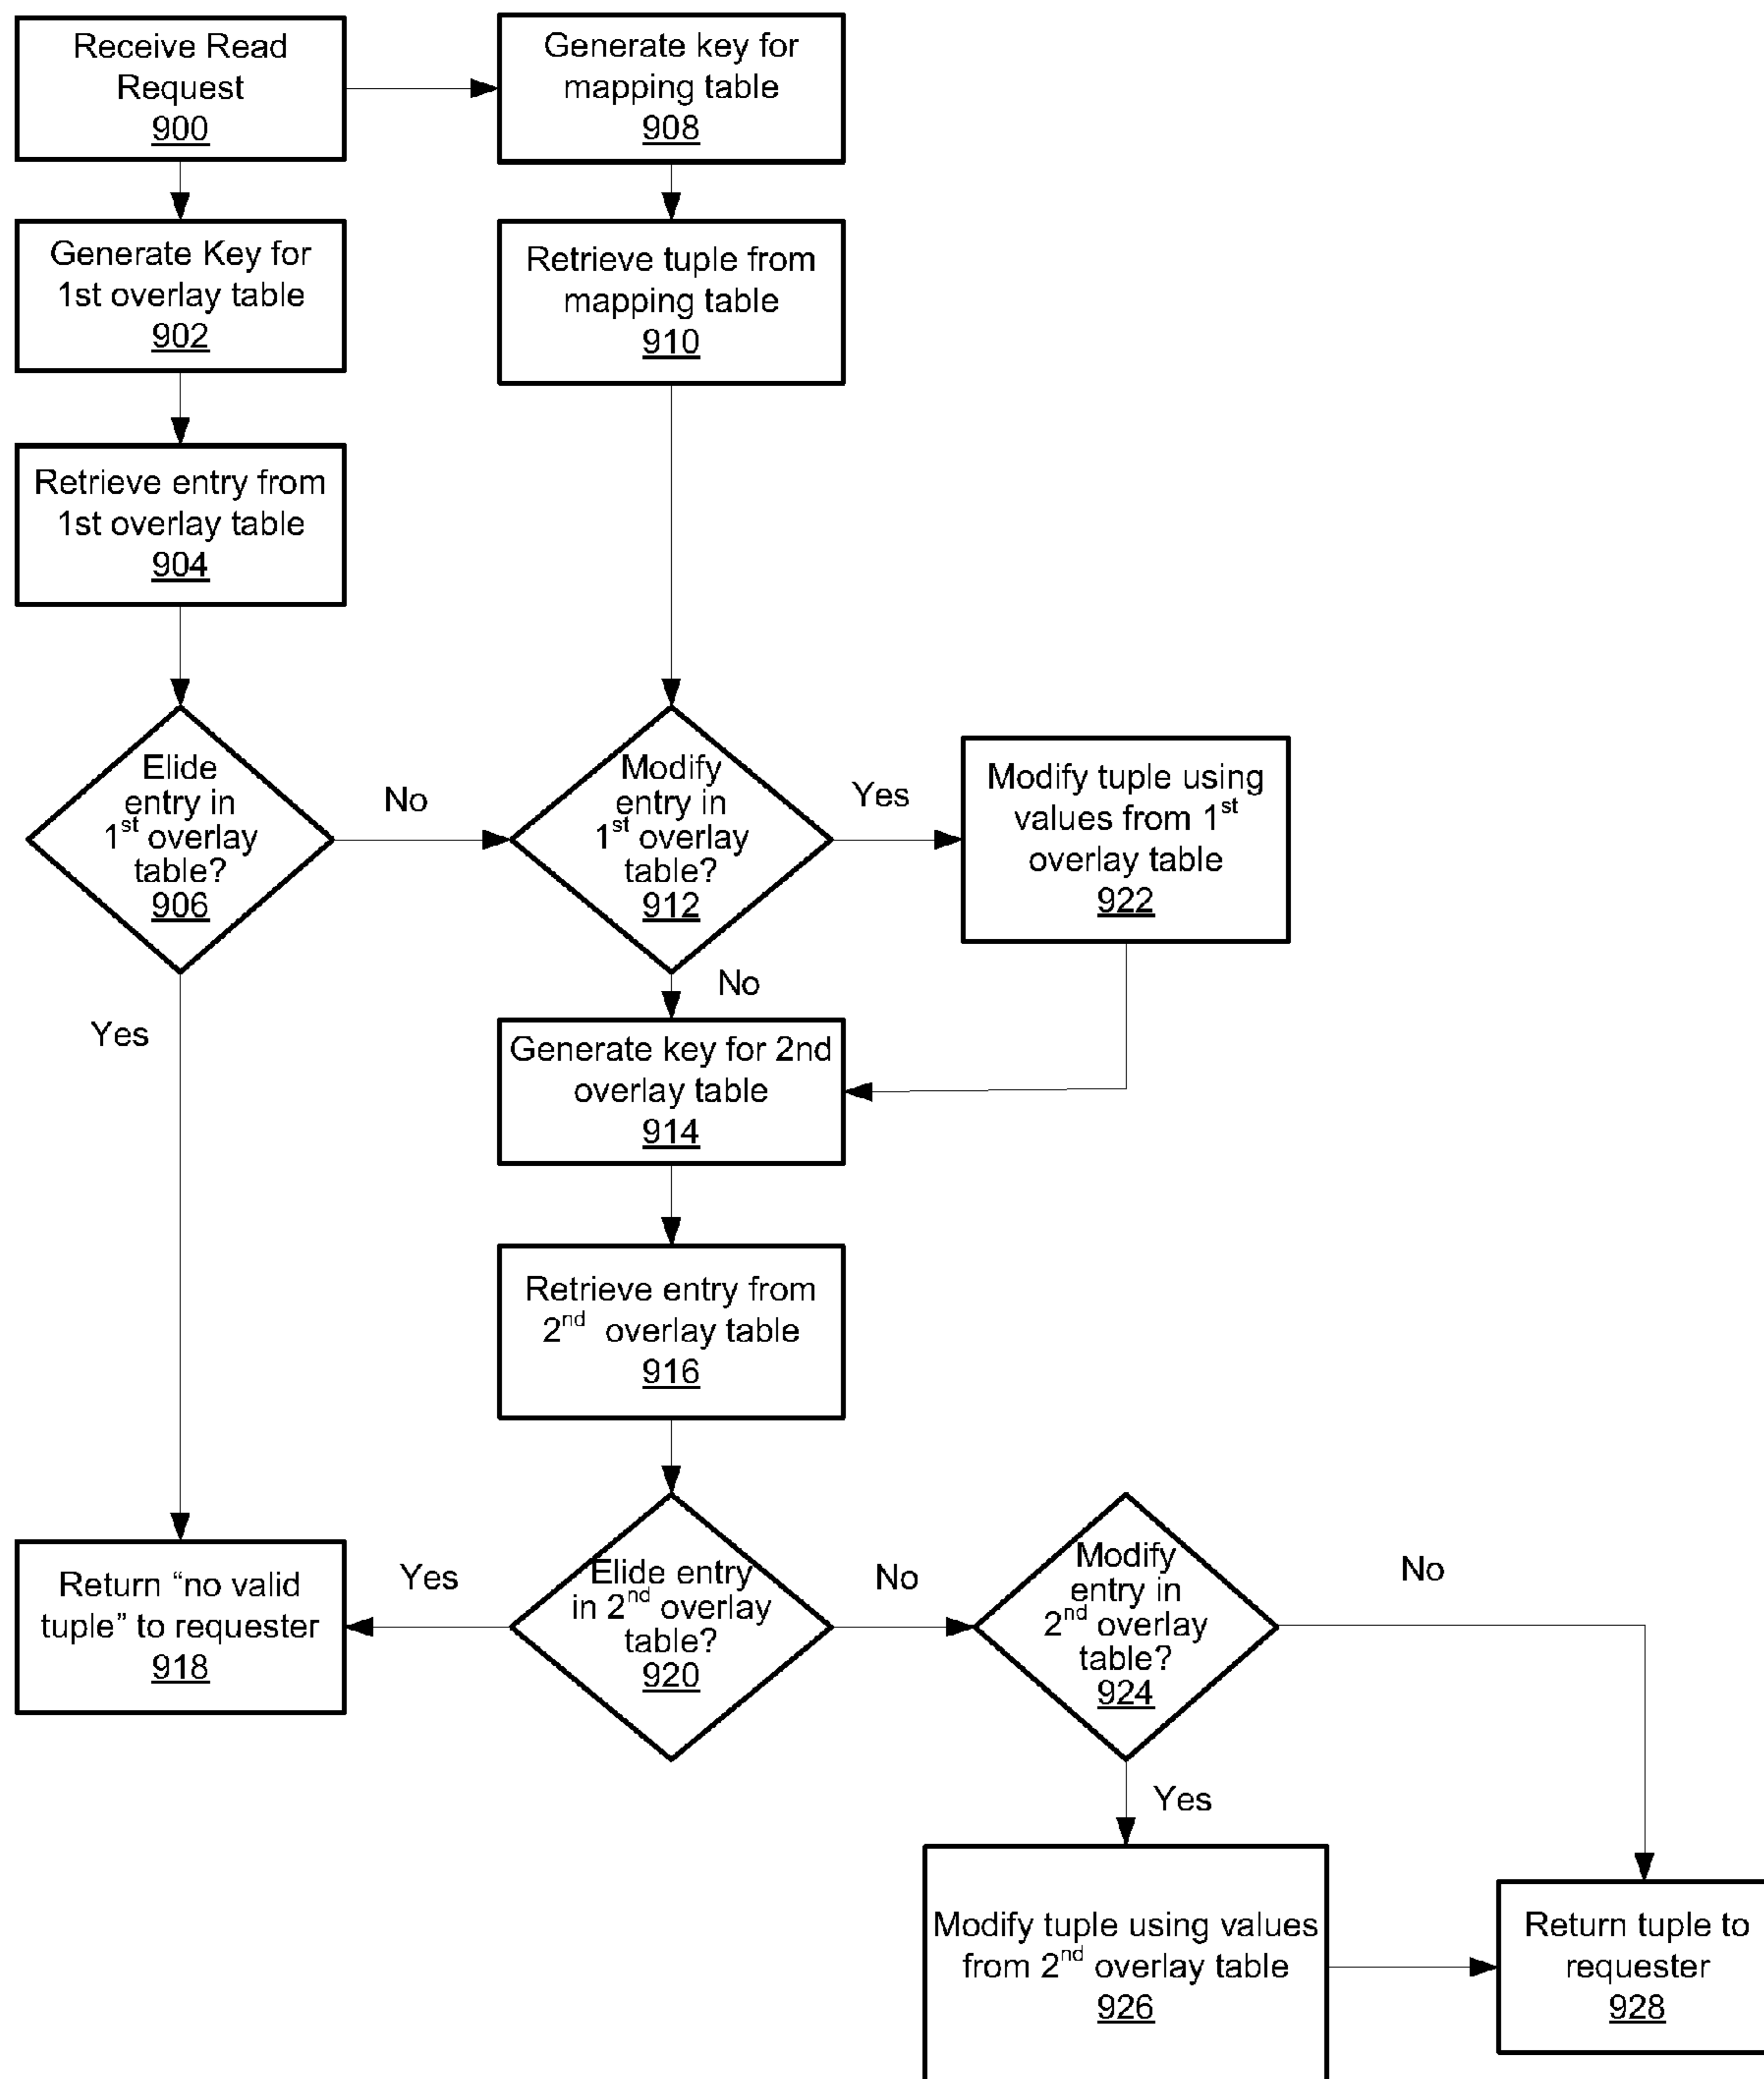 Receive Read
Request
900
Generate key for
mapping table
908
Generate Key for
1st overlay table
902
Retrieve tuple from
mapping table
910
Retrieve entry from
1st overlay table
904
Elide
entry in
1st overlay
table?
906
No
Modify
entry in
1st overlay
table?
912
Yes
Modify tuple using
values from 1st
overlay table
922
Yes
No
Generate key for 2nd
overlay table
914
Retrieve entry from
2nd overlay table
916
Return “no valid
tuple” to requester
918
Yes
Elide entry
in 2nd overlay
table?
920
No
Modify
entry in
2nd overlay
table?
924
No
Yes
Modify tuple using values
from 2nd overlay table
926
Return tuple to
requester
928